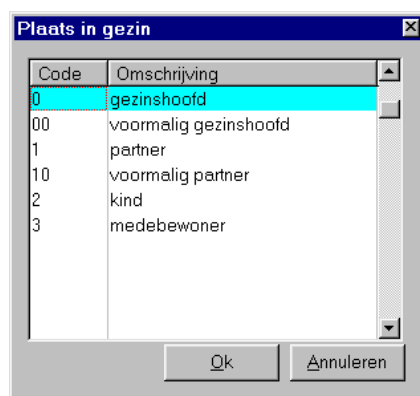 Plaats in gezin
Code Omschrijving
0 gezinshoofd
00 voormalig gezinshoofd
1 partner
10 voormalig partner
2 kind
3 medebewoner
Ok Annuleren